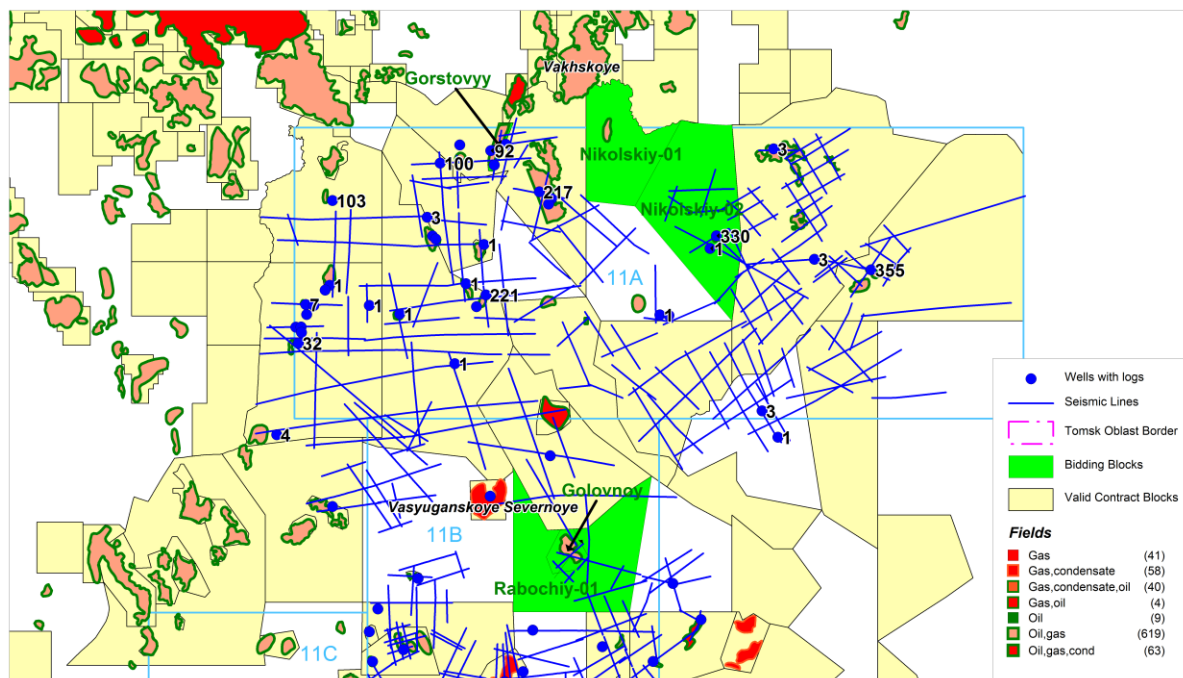 Vakhskoye
Gorstovyy
92
100
Nikolskiy-01
3
103
217
Nikolskiy-02
3
330
1
1
3
355
11A
1
1
221
7
1
1
1
32
1
3
4
1
Golovnoy
Vasyuganskoye Severnoye
11B
Rabochiy-01
11C
Wells with logs
Seismic Lines
Tomsk Oblast Border
Bidding Blocks
Valid Contract Blocks
Fields
Gas (41)
Gas,condensate (58)
Gas,condensate,oil (40)
Gas,oil (4)
Oil (9)
Oil,gas (619)
Oil,gas,cond (63)